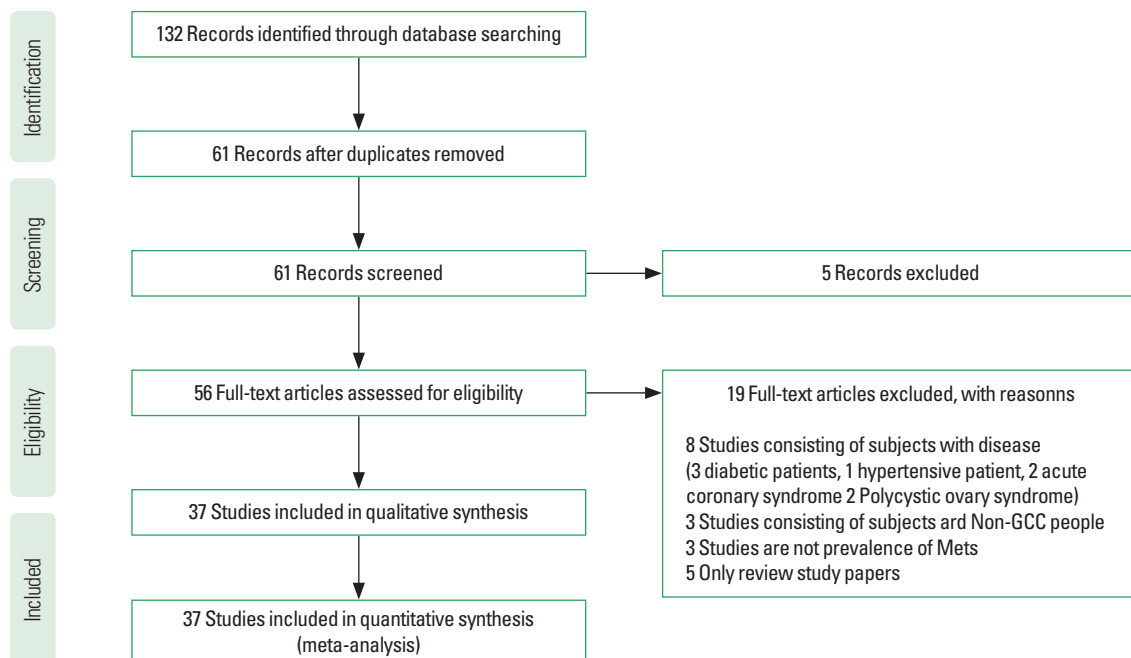 Identification
132 Records identified through database searching
61 Records after duplicates removed
Screening
61 Records screened
5 Records excluded
Eligibility
56 Full-text articles assessed for eligibility
19 Full-text articles excluded, with reasonns
8 Studies consisting of subjects with disease
(3 diabetic patients, 1 hypertensive patient, 2 acute
coronary syndrome 2 Polycystic ovary syndrome)
3 Studies consisting of subjects ard Non-GCC people
3 Studies are not prevalence of Mets
5 Only review study papers
37 Studies included in qualitative synthesis
Included
37 Studies included in quantitative synthesis
(meta-analysis)